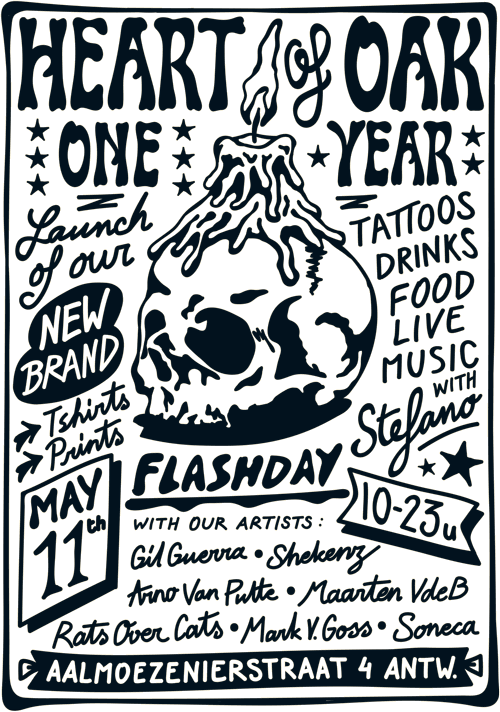 HEART of OAK
ONE YEAR
Launch
of our
NEW
BRAND
Tshirts
Prints
TATTOOS
DRINKS
FOOD
LIVE
MUSIC
WITH
Stefano
MAY
11th
FLASHDAY
10-23u
WITH OUR ARTISTS:
Gil Guerra • Shekenz
Arno Van Putte • Maarten VdeB
Rats Over Cats • Mark V. Goss • Soneca
AALMOEZENIERSTRAAT 4 ANTW.